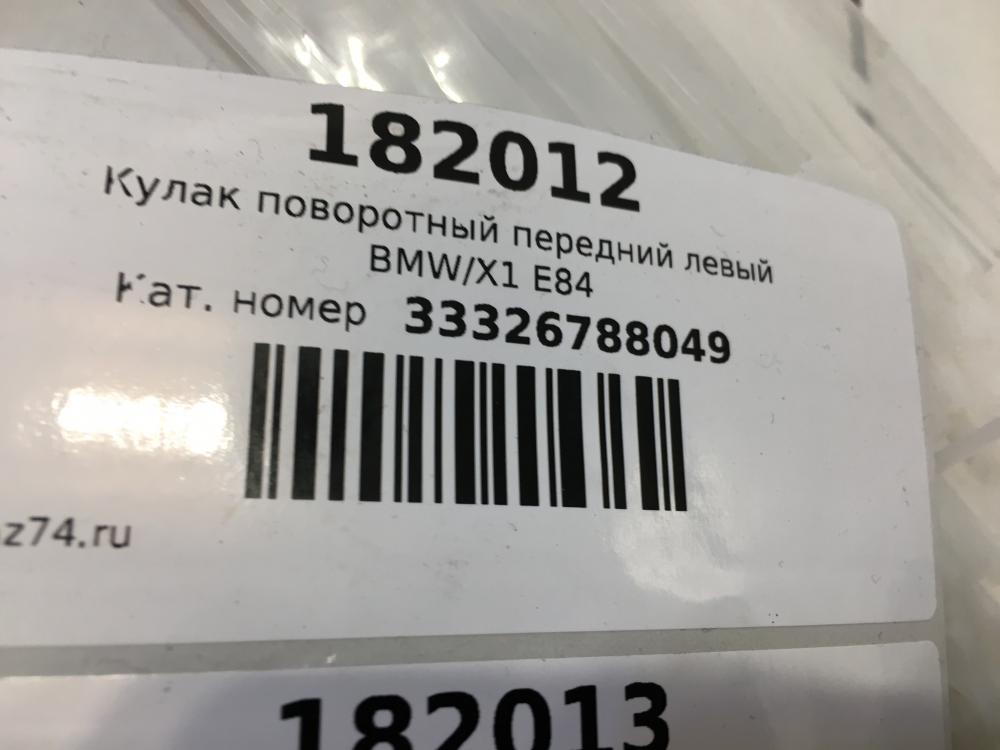 182012
Кулак поворотный передний левый
BMW/X1 E84
Кат. номер 33326788049
z74.ru
182013